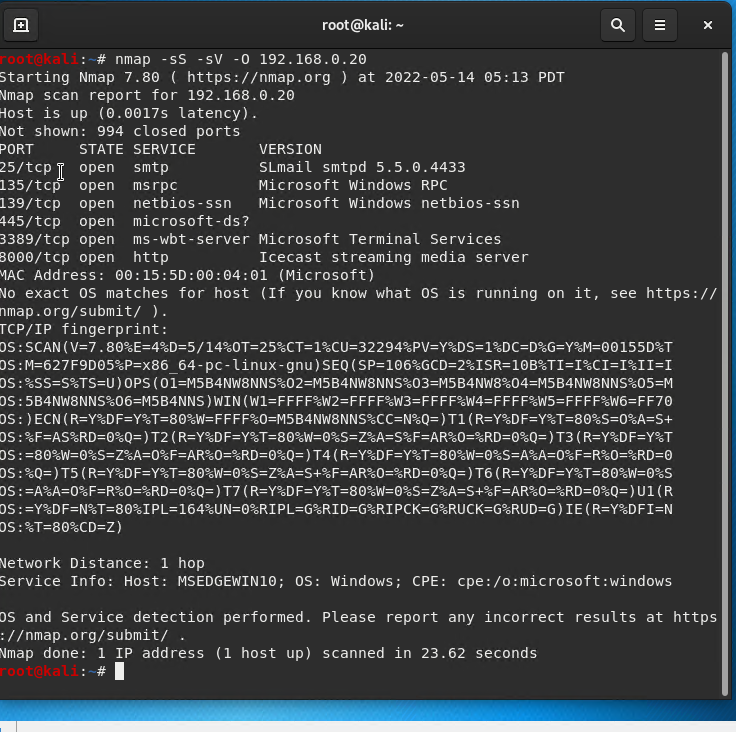 root@kali: ~
root@kali:~# nmap -sS -sV -O 192.168.0.20
Starting Nmap 7.80 ( https://nmap.org ) at 2022-05-14 05:13 PDT
Nmap scan report for 192.168.0.20
Host is up (0.0017s latency).
Not shown: 994 closed ports
PORT     STATE SERVICE       VERSION
25/tcp   open  smtp          SLmail smtpd 5.5.0.4433
135/tcp  open  msrpc         Microsoft Windows RPC
139/tcp  open  netbios-ssn   Microsoft Windows netbios-ssn
445/tcp  open  microsoft-ds?
3389/tcp open  ms-wbt-server Microsoft Terminal Services
8000/tcp open  http          Icecast streaming media server
MAC Address: 00:15:5D:00:04:01 (Microsoft)
No exact OS matches for host (If you know what OS is running on it, see https://
nmap.org/submit/ ).
TCP/IP fingerprint:
OS:SCAN(V=7.80%E=4%D=5/14%OT=25%CT=1%CU=32294%PV=Y%DS=1%DC=D%G=Y%M=00155D%T
OS:M=627F9D05%P=x86_64-pc-linux-gnu)SEQ(SP=106%GCD=2%ISR=10B%TI=I%CI=I%II=I
OS:%SS=S%TS=U)OPS(O1=M5B4NW8NNS%O2=M5B4NW8NNS%O3=M5B4NW8%O4=M5B4NW8NNS%O5=M
OS:5B4NW8NNS%O6=M5B4NNS)WIN(W1=FFFF%W2=FFFF%W3=FFFF%W4=FFFF%W5=FFFF%W6=FF70
OS:)ECN(R=Y%DF=Y%T=80%W=FFFF%O=M5B4NW8NNS%CC=N%Q=)T1(R=Y%DF=Y%T=80%S=O%A=S+
OS:%F=AS%RD=0%Q=)T2(R=Y%DF=Y%T=80%W=0%S=Z%A=S%F=AR%O=%RD=0%Q=)T3(R=Y%DF=Y%T
OS:=80%W=0%S=Z%A=O%F=AR%O=%RD=0%Q=)T4(R=Y%DF=Y%T=80%W=0%S=A%A=O%F=R%O=%RD=0
OS:%Q=)T5(R=Y%DF=Y%T=80%W=0%S=Z%A=S+%F=AR%O=%RD=0%Q=)T6(R=Y%DF=Y%T=80%W=0%S
OS:=A%A=O%F=R%O=%RD=0%Q=)T7(R=Y%DF=Y%T=80%W=0%S=Z%A=S+%F=AR%O=%RD=0%Q=)U1(R
OS:=Y%DF=N%T=80%IPL=164%UN=0%RIPL=G%RID=G%RIPCK=G%RUCK=G%RUD=G)IE(R=Y%DFI=N
OS:%T=80%CD=Z)
Network Distance: 1 hop
Service Info: Host: MSEDGEWIN10; OS: Windows; CPE: cpe:/o:microsoft:windows
OS and Service detection performed. Please report any incorrect results at https
://nmap.org/submit/ .
Nmap done: 1 IP address (1 host up) scanned in 23.62 seconds
root@kali:~#